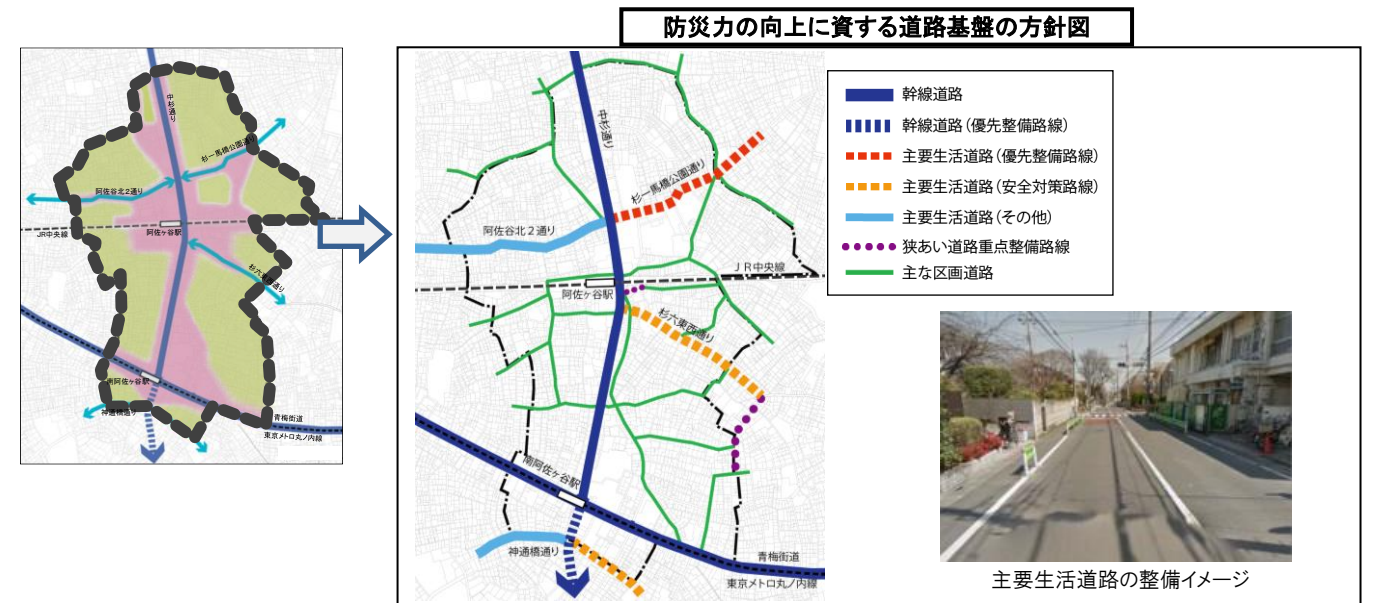 防災力の向上に資する道路基盤の方針図
中杉通り
杉一馬橋公園通り
阿佐谷北2通り
JR中央線
阿佐ヶ谷駅
杉六東西通り
南阿佐ヶ谷駅
神通橋通り
青梅街道
東京メトロ丸ノ内線
中杉通り
杉一馬橋公園通り
阿佐谷北2通り
JR中央線
阿佐ヶ谷駅
杉六東西通り
南阿佐ヶ谷駅
神通橋通り
青梅街道
東京メトロ丸ノ内線
幹線道路
幹線道路(優先整備路線)
主要生活道路(優先整備路線)
主要生活道路(安全対策路線)
主要生活道路(その他)
狭あい道路重点整備路線
主な区画道路
主要生活道路の整備イメージ